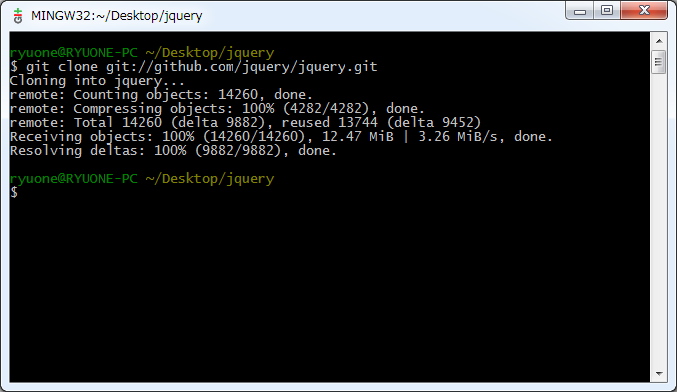 MINGW32:~/Desktop/jquery
ryuone@RYUONE-PC ~/Desktop/jquery
$ git clone git://github.com/jquery/jquery.git
Cloning into jquery...
remote: Counting objects: 14260, done.
remote: Compressing objects: 100% (4282/4282), done.
remote: Total 14260 (delta 9882), reused 13744 (delta 9452)
Receiving objects: 100% (14260/14260), 12.47 MiB | 3.26 MiB/s, done.
Resolving deltas: 100% (9882/9882), done.
ryuone@RYUONE-PC ~/Desktop/jquery
$